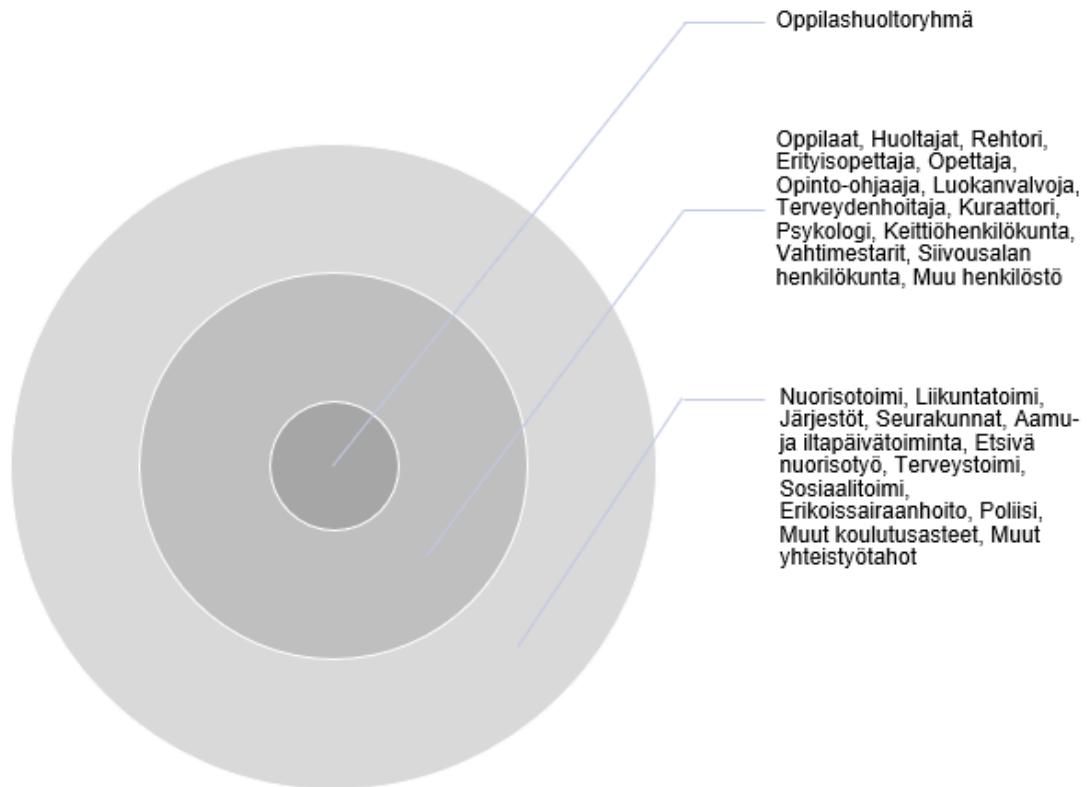 Oppilashuoltoryhmä
Oppilaat, Huoltajat, Rehtori,
Erityisopettaja, Opettaja,
Opinto-ohjaaja, Luokanvalvoja,
Terveydenhoitaja, Kuraattori,
Psykologi, Keittiöhenkilökunta,
Vahtimestarit, Siivousalan
henkilökunta, Muu henkilöstö
Nuorisotoimi, Liikuntatoimi,
Järjestöt, Seurakunnat, Aamu-
ja iltapäivätoiminta, Etsivä
nuorisotyö, Terveystoimi,
Sosiaalitoimi,
Erikoissairaanhoito, Poliisi,
Muut koulutusasteet, Muut
yhteistyötahot